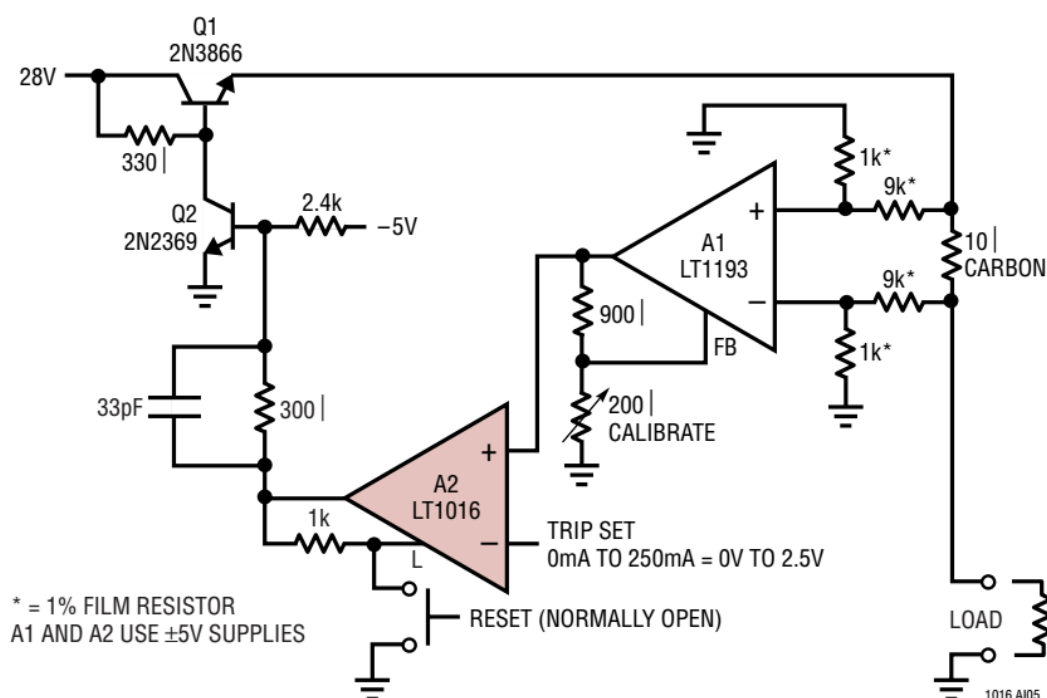 Q1
2N3866
28V
330 |
Q2
2N2369
2.4k
−5V
1k*
9k*
+
A1
LT1193
10 |
CARBON
−
9k*
900 |
FB
1k*
33pF
300 |
200 |
CALIBRATE
+
A2
LT1016
1k
L
−
TRIP SET
0mA TO 250mA = 0V TO 2.5V
* = 1% FILM RESISTOR
A1 AND A2 USE ±5V SUPPLIES
RESET (NORMALLY OPEN)
LOAD
1016 AI05